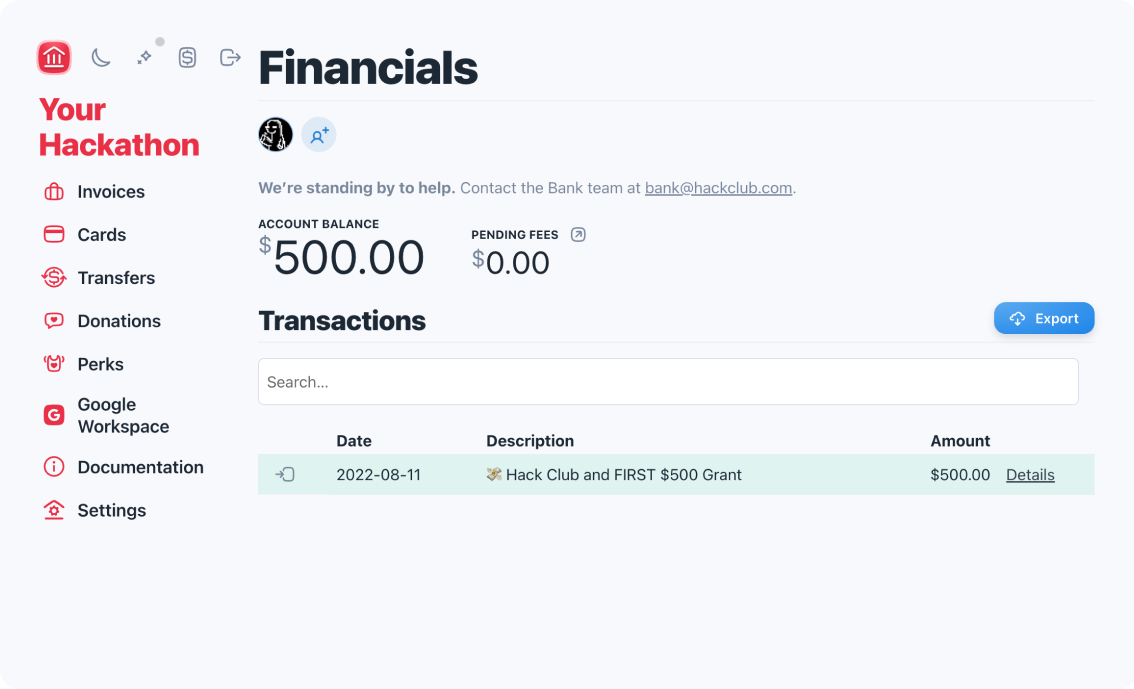 Financials
Your
Hackathon
Invoices
Cards
Transfers
Donations
Perks
Google
Workspace
Documentation
Settings
We're standing by to help. Contact the Bank team at bank@hackclub.com.
ACCOUNT BALANCE
$500.00
PENDING FEES
$0.00
Transactions
Export
Search...
Date Description Amount
2022-08-11 💸 Hack Club and FIRST $500 Grant $500.00 Details